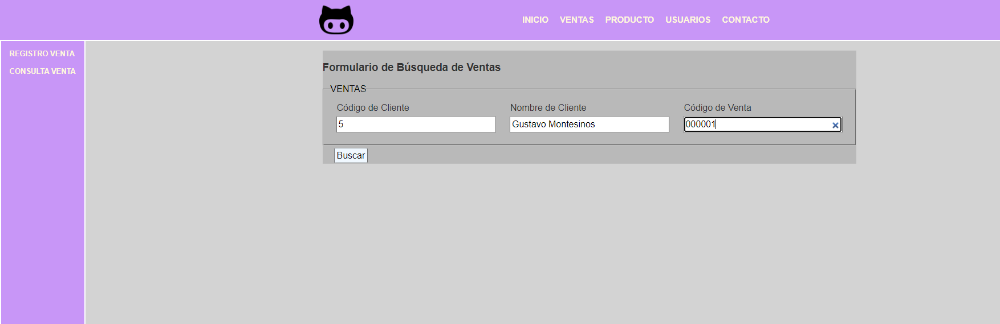 INICIO VENTAS PRODUCTO USUARIOS CONTACTO
REGISTRO VENTA
CONSULTA VENTA
Formulario de Búsqueda de Ventas
VENTAS
Código de Cliente Nombre de Cliente Código de Venta
5 Gustavo Montesinos 000001
Buscar